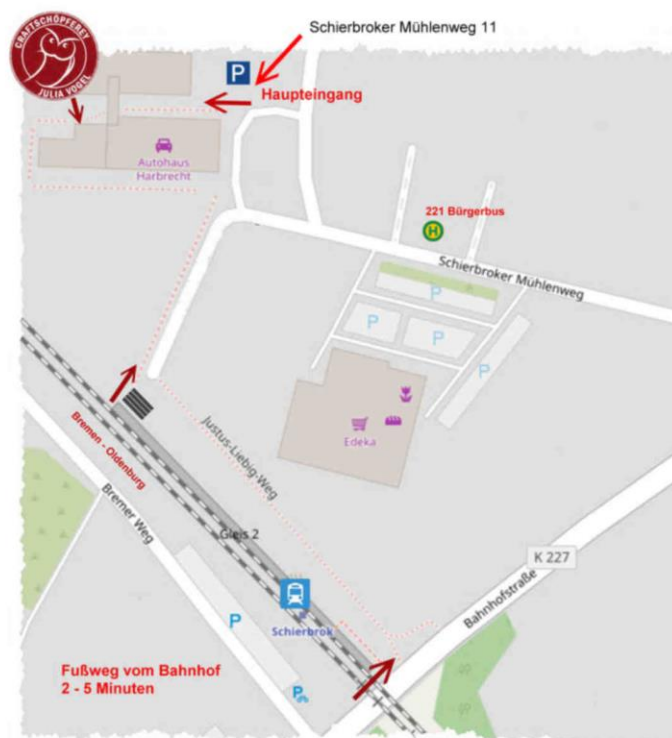 CRAFTSCHÖPFEREY
JULIA VOGEL
Schierbroker Mühlenweg 11
P
Haupteingang
Autohaus
Harbrecht
221 Bürgerbus
H
Schierbroker Mühlenweg
P
P
P
P
Edeka
Justus-Liebig-Weg
Bremen - Oldenburg
Bremer Weg
Gleis 2
K 227
Bahnhofstraße
Schierbrok
P
P
Fußweg vom Bahnhof
2 - 5 Minuten